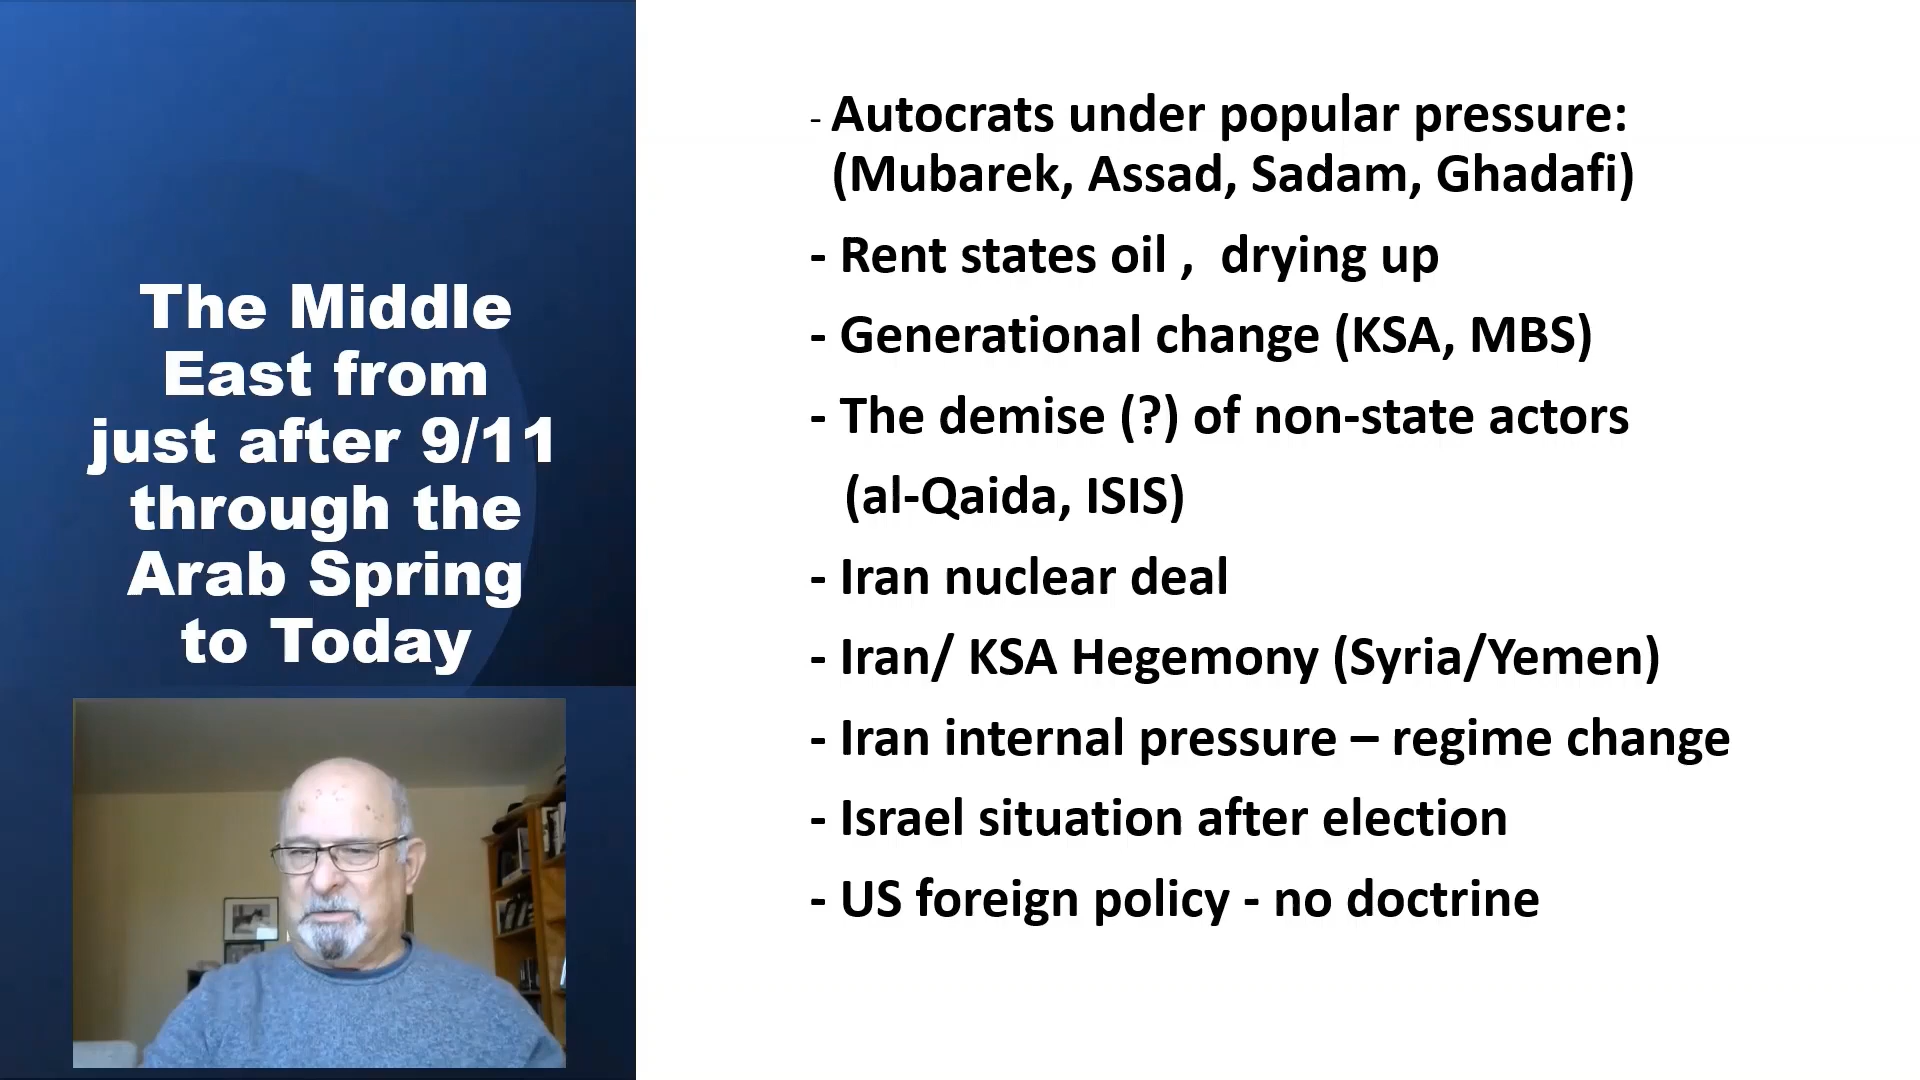 The Middle
East from
just after 9/11
through the
Arab Spring
to Today
- Autocrats under popular pressure:
(Mubarek, Assad, Sadam, Ghadafi)
- Rent states oil ,  drying up
- Generational change (KSA, MBS)
- The demise (?) of non-state actors
(al-Qaida, ISIS)
- Iran nuclear deal
- Iran/ KSA Hegemony (Syria/Yemen)
- Iran internal pressure – regime change
- Israel situation after election
- US foreign policy - no doctrine